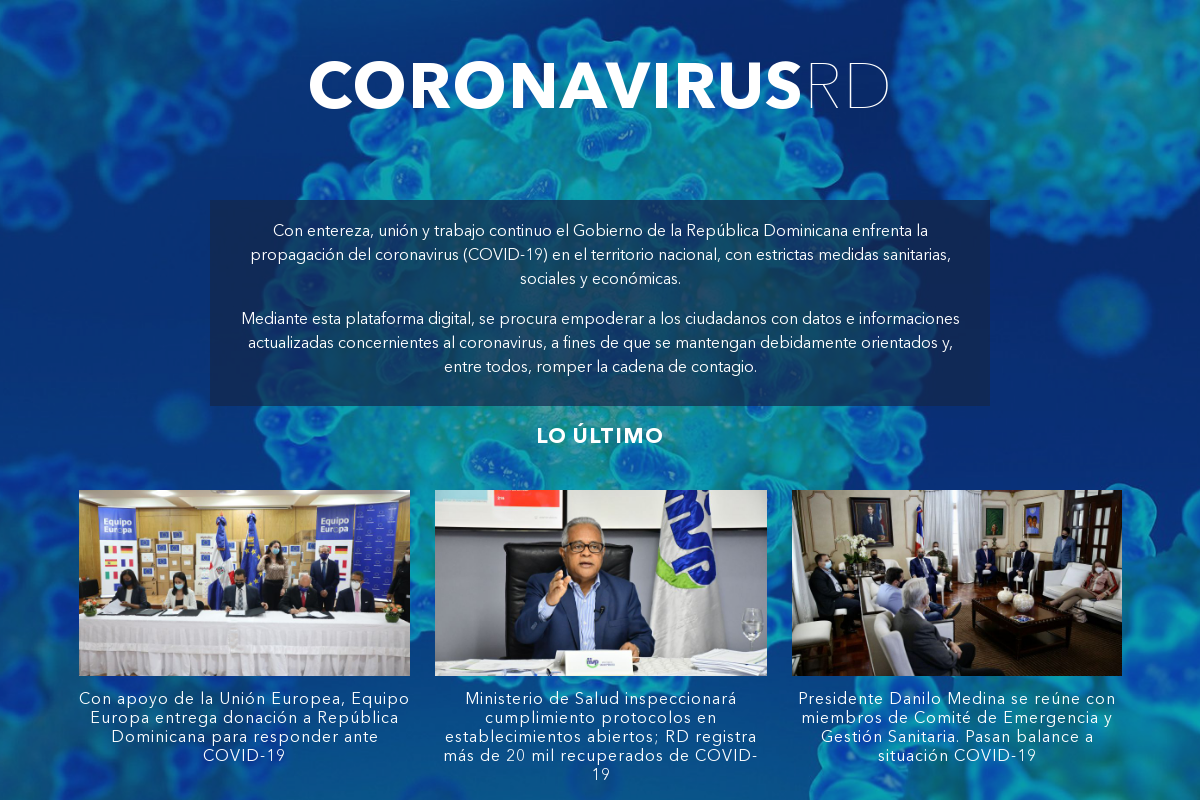 CORONAVIRUSRD
Con entereza, unión y trabajo continuo el Gobierno de la República Dominicana enfrenta la
propagación del coronavirus (COVID-19) en el territorio nacional, con estrictas medidas sanitarias,
sociales y económicas.
Mediante esta plataforma digital, se procura empoderar a los ciudadanos con datos e informaciones
actualizadas concernientes al coronavirus, a fines de que se mantengan debidamente orientados y,
entre todos, romper la cadena de contagio.
LO ÚLTIMO
Equipo
Europa
Equipo
Europa
Con apoyo de la Unión Europea, Equipo
Europa entrega donación a República
Dominicana para responder ante
COVID-19
Ministerio de Salud inspeccionará
cumplimiento protocolos en
establecimientos abiertos; RD registra
más de 20 mil recuperados de COVID-
19
Presidente Danilo Medina se reúne con
miembros de Comité de Emergencia y
Gestión Sanitaria. Pasan balance a
situación COVID-19